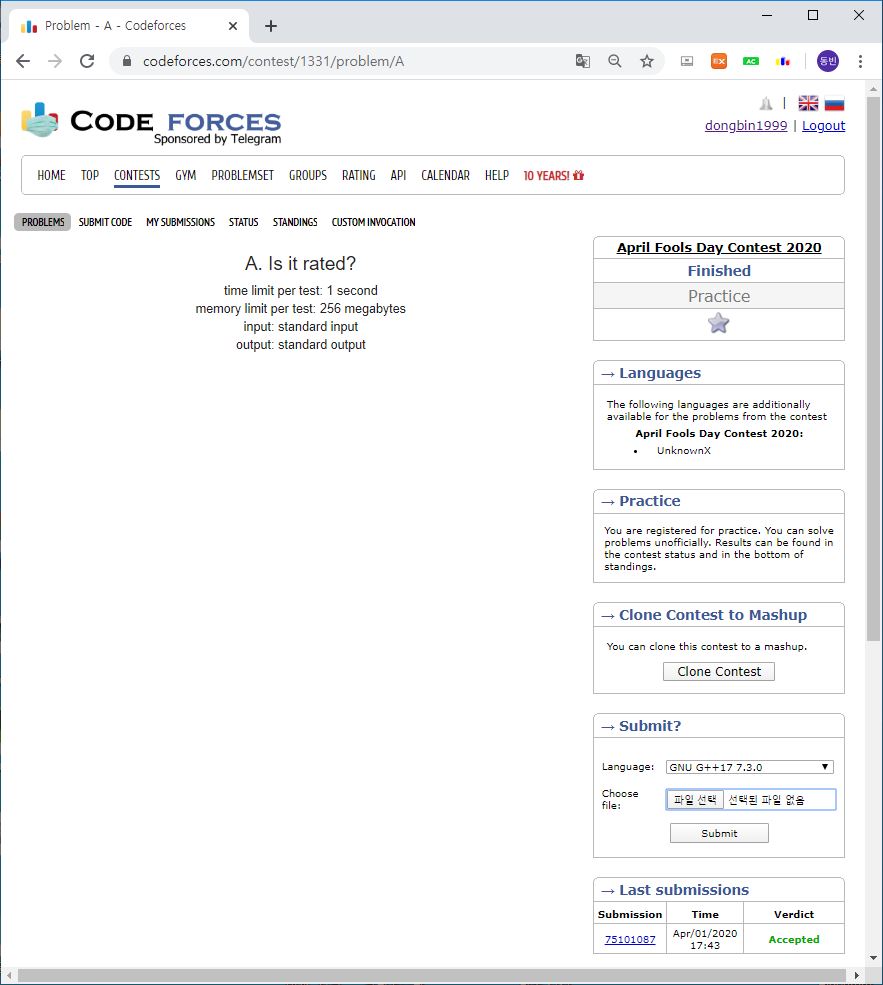 Problem - A - Codeforces
codeforces.com/contest/1331/problem/A
동빈
CODE FORCES
Sponsored by Telegram
dongbin1999 | Logout
HOME TOP CONTESTS GYM PROBLEMSET GROUPS RATING API CALENDAR HELP 10 YEARS!
PROBLEMS SUBMIT CODE MY SUBMISSIONS STATUS STANDINGS CUSTOM INVOCATION
A. Is it rated?
time limit per test: 1 second
memory limit per test: 256 megabytes
input: standard input
output: standard output
April Fools Day Contest 2020
Finished
Practice
→ Languages
The following languages are additionally
available for the problems from the contest
April Fools Day Contest 2020:
• UnknownX
→ Practice
You are registered for practice. You can solve
problems unofficially. Results can be found in
the contest status and in the bottom of
standings.
→ Clone Contest to Mashup
You can clone this contest to a mashup.
Clone Contest
→ Submit?
Language: GNU G++17 7.3.0
Choose
file: 파일 선택 선택된 파일 없음
Submit
→ Last submissions
Submission Time Verdict
75101087 Apr/01/2020
17:43 Accepted